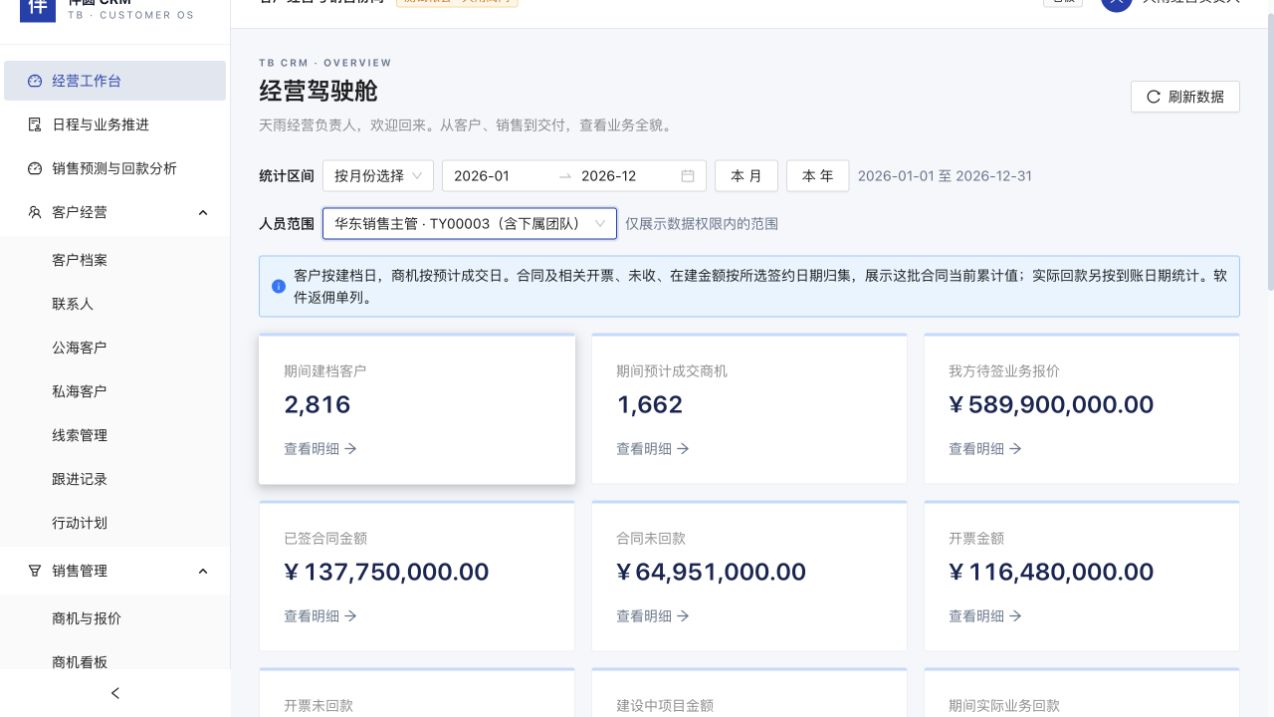 伴
TB · CUSTOMER OS
TB CRM · OVERVIEW
经营驾驶舱
天雨经营负责人，欢迎回来。从客户、销售到交付，查看业务全貌。
刷新数据
统计区间 按月份选择 2026-01 → 2026-12 本 月 本 年 2026-01-01 至 2026-12-31
人员范围 华东销售主管 · TY00003（含下属团队） 仅展示数据权限内的范围
客户按建档日，商机按预计成交日。合同及相关开票、未收、在建金额按所选签约日期归集，展示这批合同当前累计值；实际回款另按到账日期统计。软
件返佣单列。
期间建档客户
2,816
查看明细 →
期间预计成交商机
1,662
查看明细 →
我方待签业务报价
¥ 589,900,000.00
查看明细 →
已签合同金额
¥ 137,750,000.00
查看明细 →
合同未回款
¥ 64,951,000.00
查看明细 →
开票金额
¥ 116,480,000.00
查看明细 →
开票未回款
建设中项目金额
期间实际业务回款
经营工作台
日程与业务推进
销售预测与回款分析
客户经营
客户档案
联系人
公海客户
私海客户
线索管理
跟进记录
行动计划
销售管理
商机与报价
商机看板